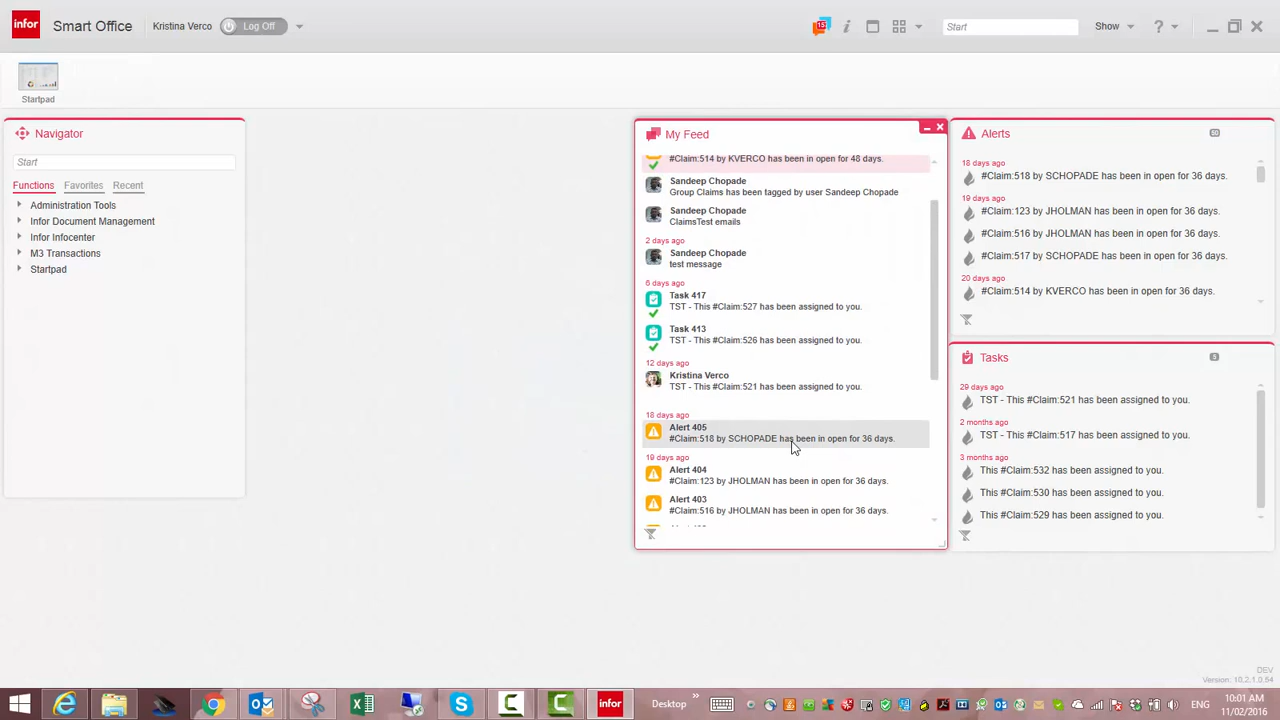 infor
Smart Office
Kristina Verco
Log Off
Start
Show
?
Startpad
Navigator
Start
Functions
Favorites
Recent
Administration Tools
Infor Document Management
Infor Infocenter
M3 Transactions
Startpad
My Feed
#Claim:514 by KVERCO has been in open for 48 days.
Sandeep Chopade
Group Claims has been tagged by user Sandeep Chopade
Sandeep Chopade
ClaimsTest emails
2 days ago
Sandeep Chopade
test message
6 days ago
Task 417
TST - This #Claim:527 has been assigned to you.
Task 413
TST - This #Claim:526 has been assigned to you.
12 days ago
Kristina Verco
TST - This #Claim:521 has been assigned to you.
18 days ago
Alert 405
#Claim:518 by SCHOPADE has been in open for 36 days.
19 days ago
Alert 404
#Claim:123 by JHOLMAN has been in open for 36 days.
Alert 403
#Claim:516 by JHOLMAN has been in open for 36 days.
Alerts
50
18 days ago
#Claim:518 by SCHOPADE has been in open for 36 days.
19 days ago
#Claim:123 by JHOLMAN has been in open for 36 days.
#Claim:516 by JHOLMAN has been in open for 36 days.
#Claim:517 by SCHOPADE has been in open for 36 days.
20 days ago
#Claim:514 by KVERCO has been in open for 36 days.
Tasks
29 days ago
TST - This #Claim:521 has been assigned to you.
2 months ago
TST - This #Claim:517 has been assigned to you.
3 months ago
This #Claim:532 has been assigned to you.
This #Claim:530 has been assigned to you.
This #Claim:529 has been assigned to you.
DEV
Version: 10.2.1.0.54
infor
Desktop
ENG
10:01 AM
11/02/2016